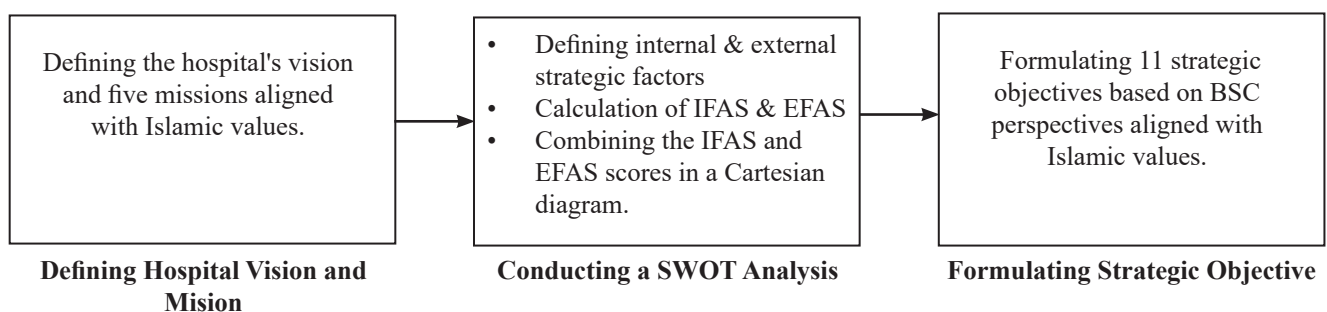 Defining the hospital's vision
and five missions aligned
with Islamic values.
Defining Hospital Vision and
Mision
• Defining internal & external
strategic factors
• Calculation of IFAS & EFAS
• Combining the IFAS and
EFAS scores in a Cartesian
diagram.
Conducting a SWOT Analysis
Formulating 11 strategic
objectives based on BSC
perspectives aligned with
Islamic values.
Formulating Strategic Objective